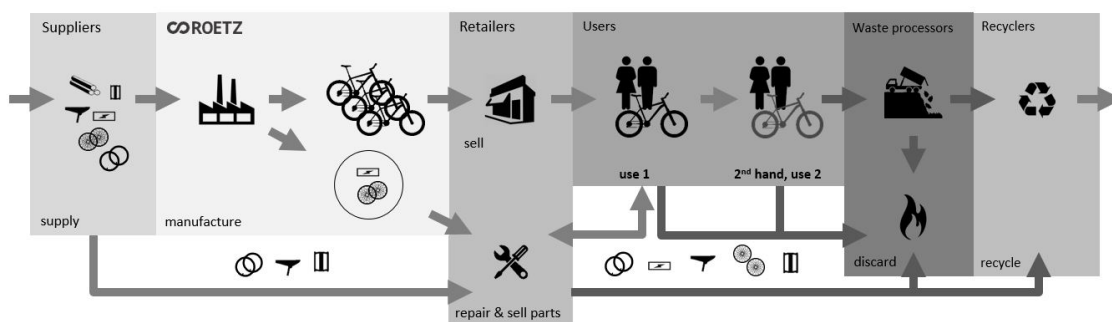 Suppliers
ROETZ
Retailers
Users
Waste processors
Recyclers
sell
use 1
2nd hand, use 2
supply
manufacture
discard
recycle
repair & sell parts